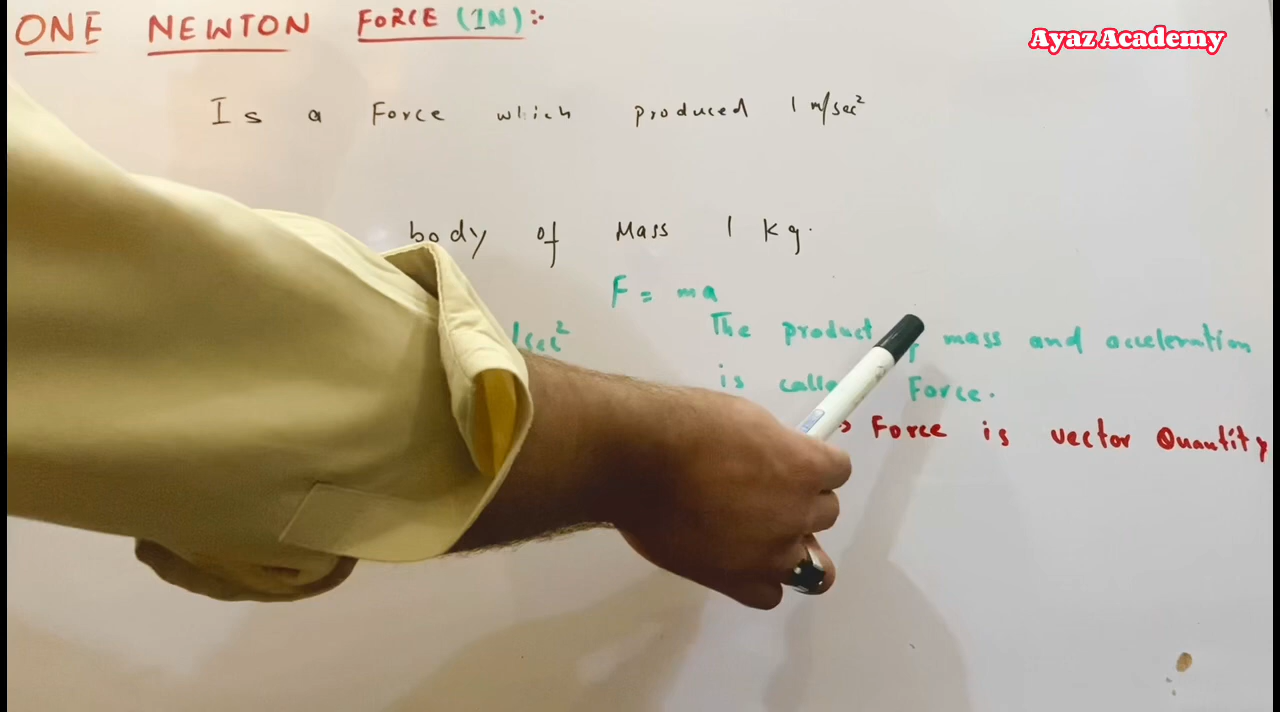 ONE NEWTON FORCE (1N):-
Ayaz Academy
Is a Force which produced 1 m/sec²
body of Mass 1 kg.
F = ma
/sec²
The product mass and acceleration
is Force.
Force is vector Quantity